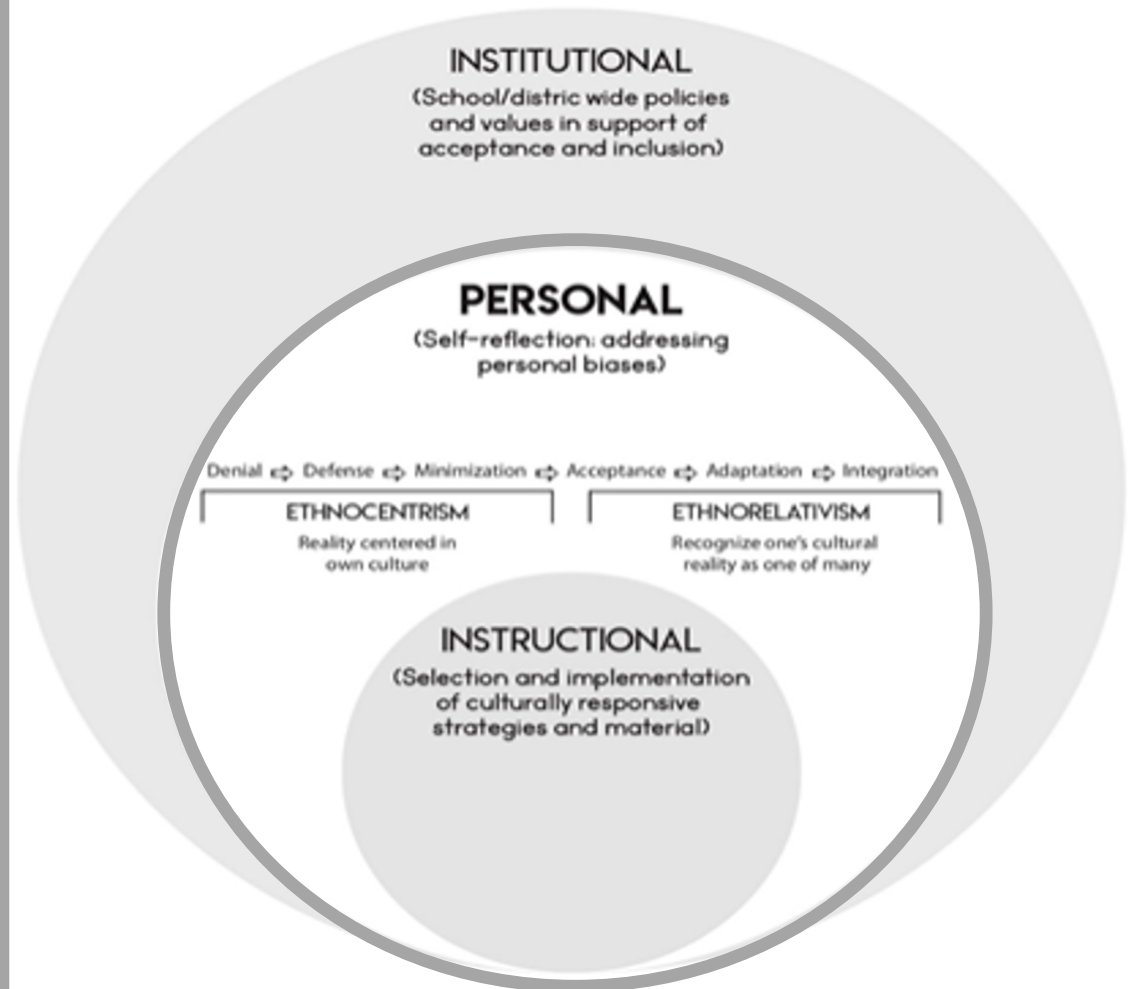 INSTITUTIONAL
(School/distric wide policies
and values in support of
acceptance and inclusion)
PERSONAL
(Self-reflection: addressing
personal biases)
Denial ⇨ Defense ⇨ Minimization ⇨ Acceptance ⇨ Adaptation ⇨ Integration
ETHNOCENTRISM
Reality centered in
own culture
ETHNORELATIVISM
Recognize one's cultural
reality as one of many
INSTRUCTIONAL
(Selection and implementation
of culturally responsive
strategies and material)